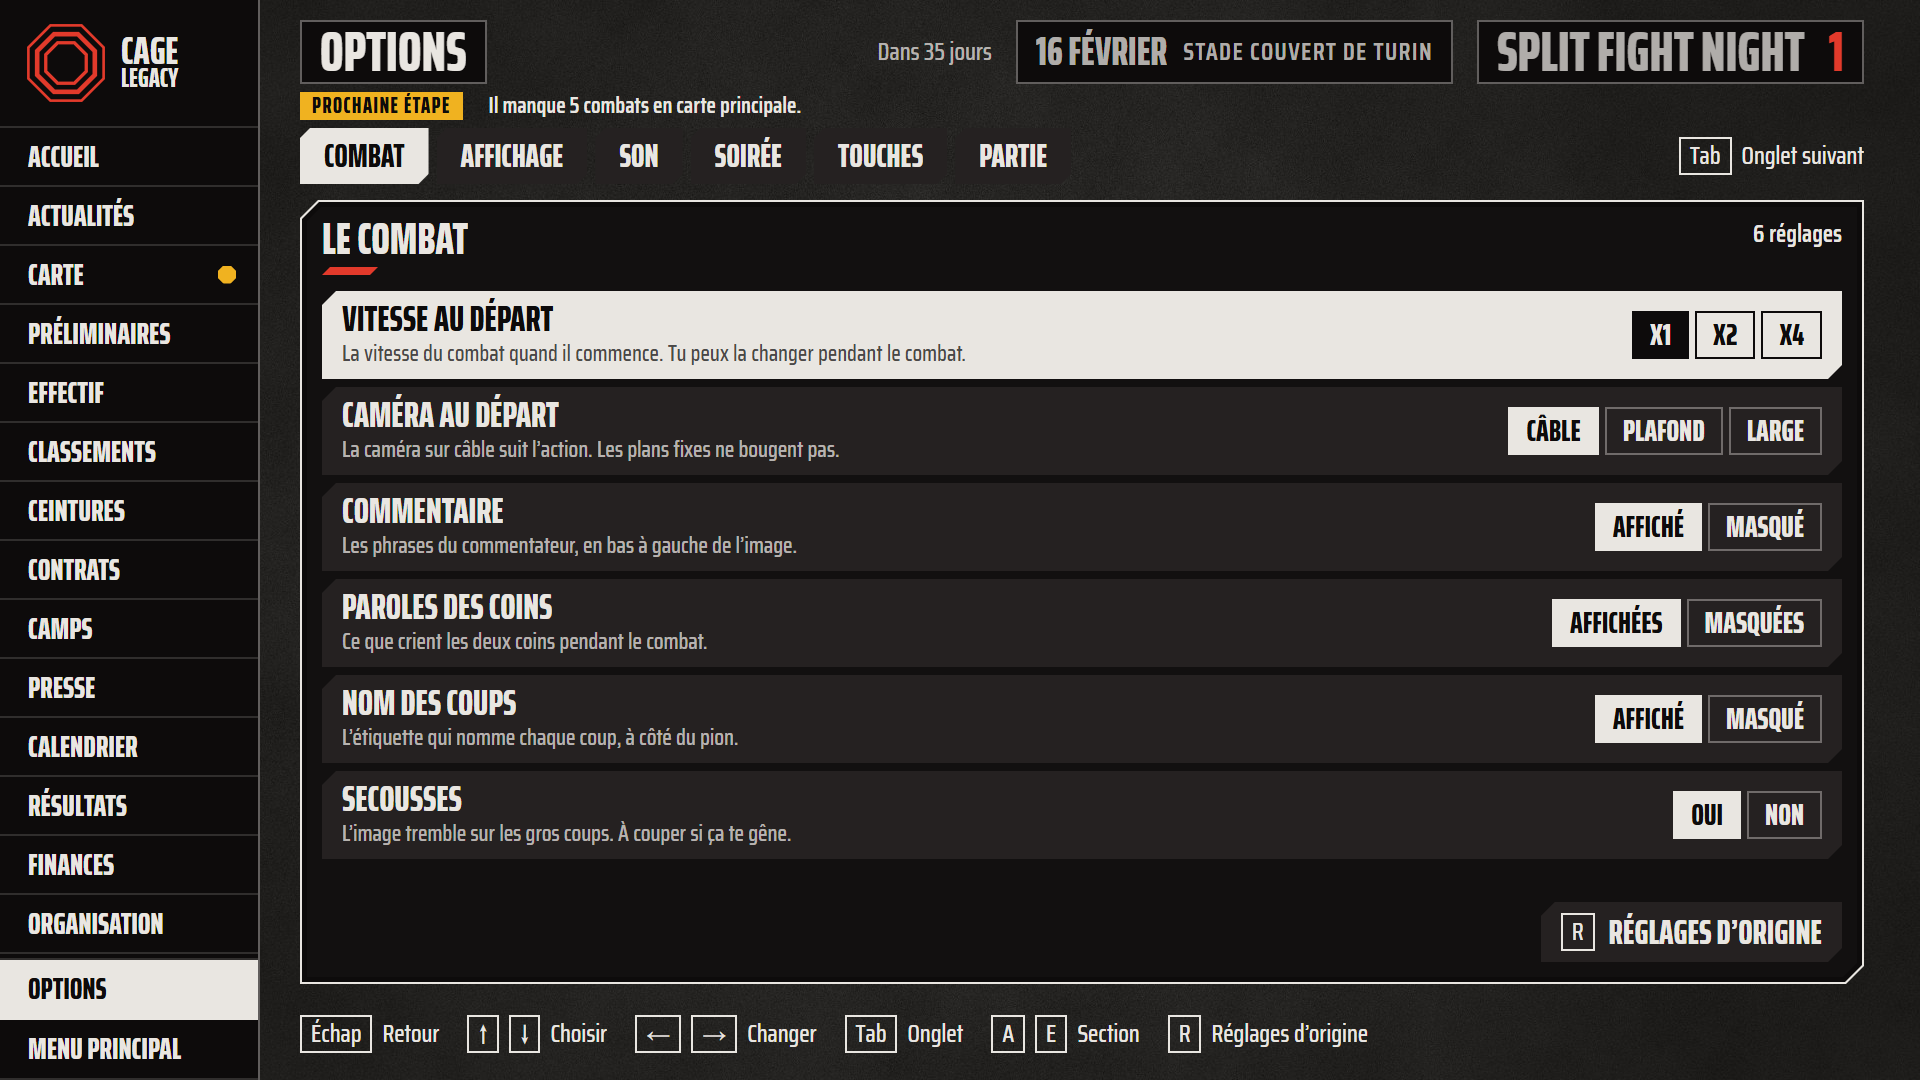 CAGE
LEGACY
ACCUEIL
ACTUALITÉS
CARTE
PRÉLIMINAIRES
EFFECTIF
CLASSEMENTS
CEINTURES
CONTRATS
CAMPS
PRESSE
CALENDRIER
RÉSULTATS
FINANCES
ORGANISATION
OPTIONS
MENU PRINCIPAL
OPTIONS
Dans 35 jours
16 FÉVRIER STADE COUVERT DE TURIN
SPLIT FIGHT NIGHT 1
PROCHAINE ÉTAPE Il manque 5 combats en carte principale.
COMBAT AFFICHAGE SON SOIRÉE TOUCHES PARTIE
Tab Onglet suivant
LE COMBAT
6 réglages
VITESSE AU DÉPART
La vitesse du combat quand il commence. Tu peux la changer pendant le combat.
X1 X2 X4
CAMÉRA AU DÉPART
La caméra sur câble suit l’action. Les plans fixes ne bougent pas.
CÂBLE PLAFOND LARGE
COMMENTAIRE
Les phrases du commentateur, en bas à gauche de l’image.
AFFICHÉ MASQUÉ
PAROLES DES COINS
Ce que crient les deux coins pendant le combat.
AFFICHÉES MASQUÉES
NOM DES COUPS
L’étiquette qui nomme chaque coup, à côté du pion.
AFFICHÉ MASQUÉ
SECOUSSES
L’image tremble sur les gros coups. À couper si ça te gêne.
OUI NON
R RÉGLAGES D’ORIGINE
Échap Retour ↑ ↓ Choisir ← → Changer Tab Onglet A E Section R Réglages d’origine